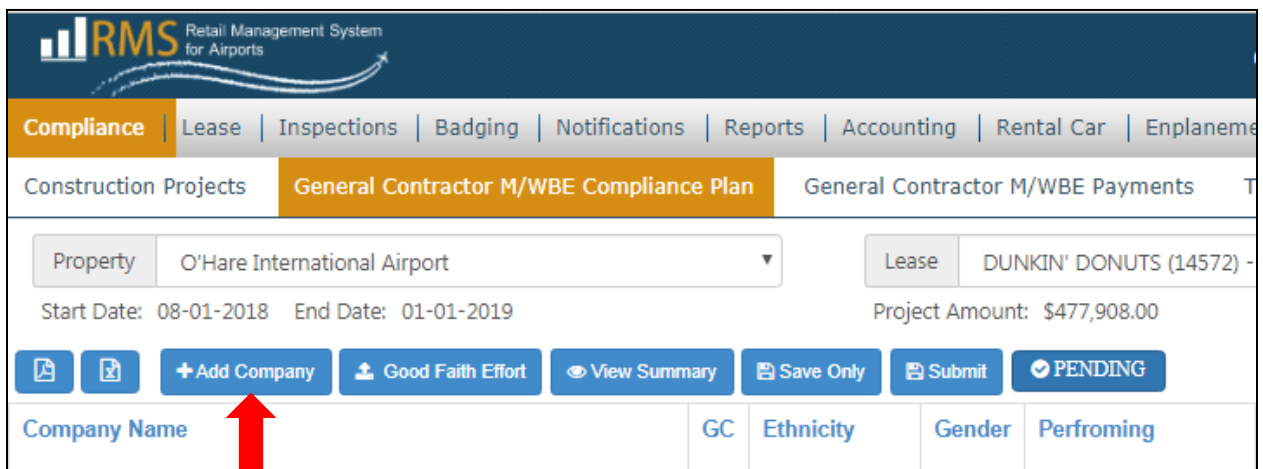 RMS Retail Management System
for Airports
Compliance | Lease | Inspections | Badging | Notifications | Reports | Accounting | Rental Car | Enplaneme
Construction Projects General Contractor M/WBE Compliance Plan General Contractor M/WBE Payments T
Property O'Hare International Airport Lease DUNKIN' DONUTS (14572) -
Start Date: 08-01-2018 End Date: 01-01-2019 Project Amount: $477,908.00
+Add Company Good Faith Effort View Summary Save Only Submit PENDING
Company Name GC Ethnicity Gender Perfroming